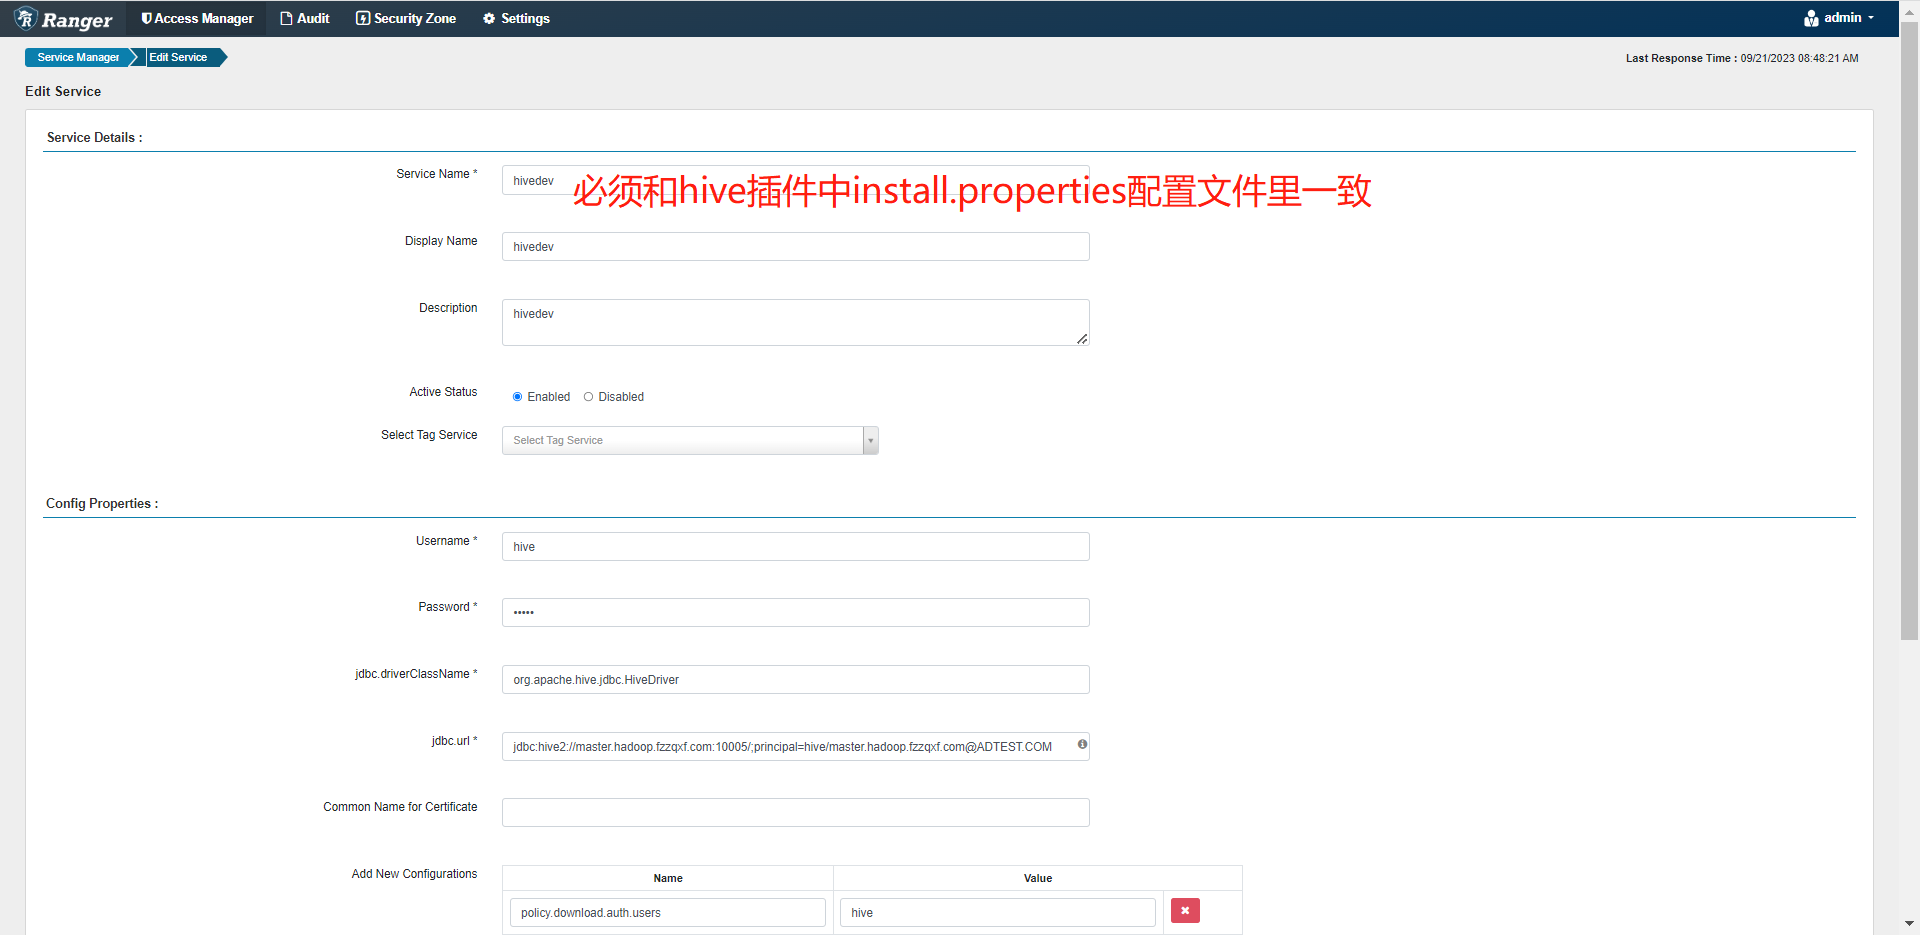 Ranger
Access Manager
Audit
Security Zone
Settings
admin
Service Manager
Edit Service
Last Response Time : 09/21/2023 08:48:21 AM
Edit Service
Service Details :
Service Name *
hivedev
必须和hive插件中install.properties配置文件里一致
Display Name
hivedev
Description
hivedev
Active Status
Enabled
Disabled
Select Tag Service
Select Tag Service
Config Properties :
Username *
hive
Password *
•••••
jdbc.driverClassName *
org.apache.hive.jdbc.HiveDriver
jdbc.url *
jdbc:hive2://master.hadoop.fzzqxf.com:10005/;principal=hive/master.hadoop.fzzqxf.com@ADTEST.COM
Common Name for Certificate
Add New Configurations
Name
Value
policy.download.auth.users
hive